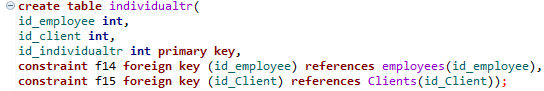 create table individualtr(
id_employee int,
id_client int,
id_individualtr int primary key,
constraint f14 foreign key (id_employee) references employees(id_employee),
constraint f15 foreign key (id_Client) references Clients(id_Client));